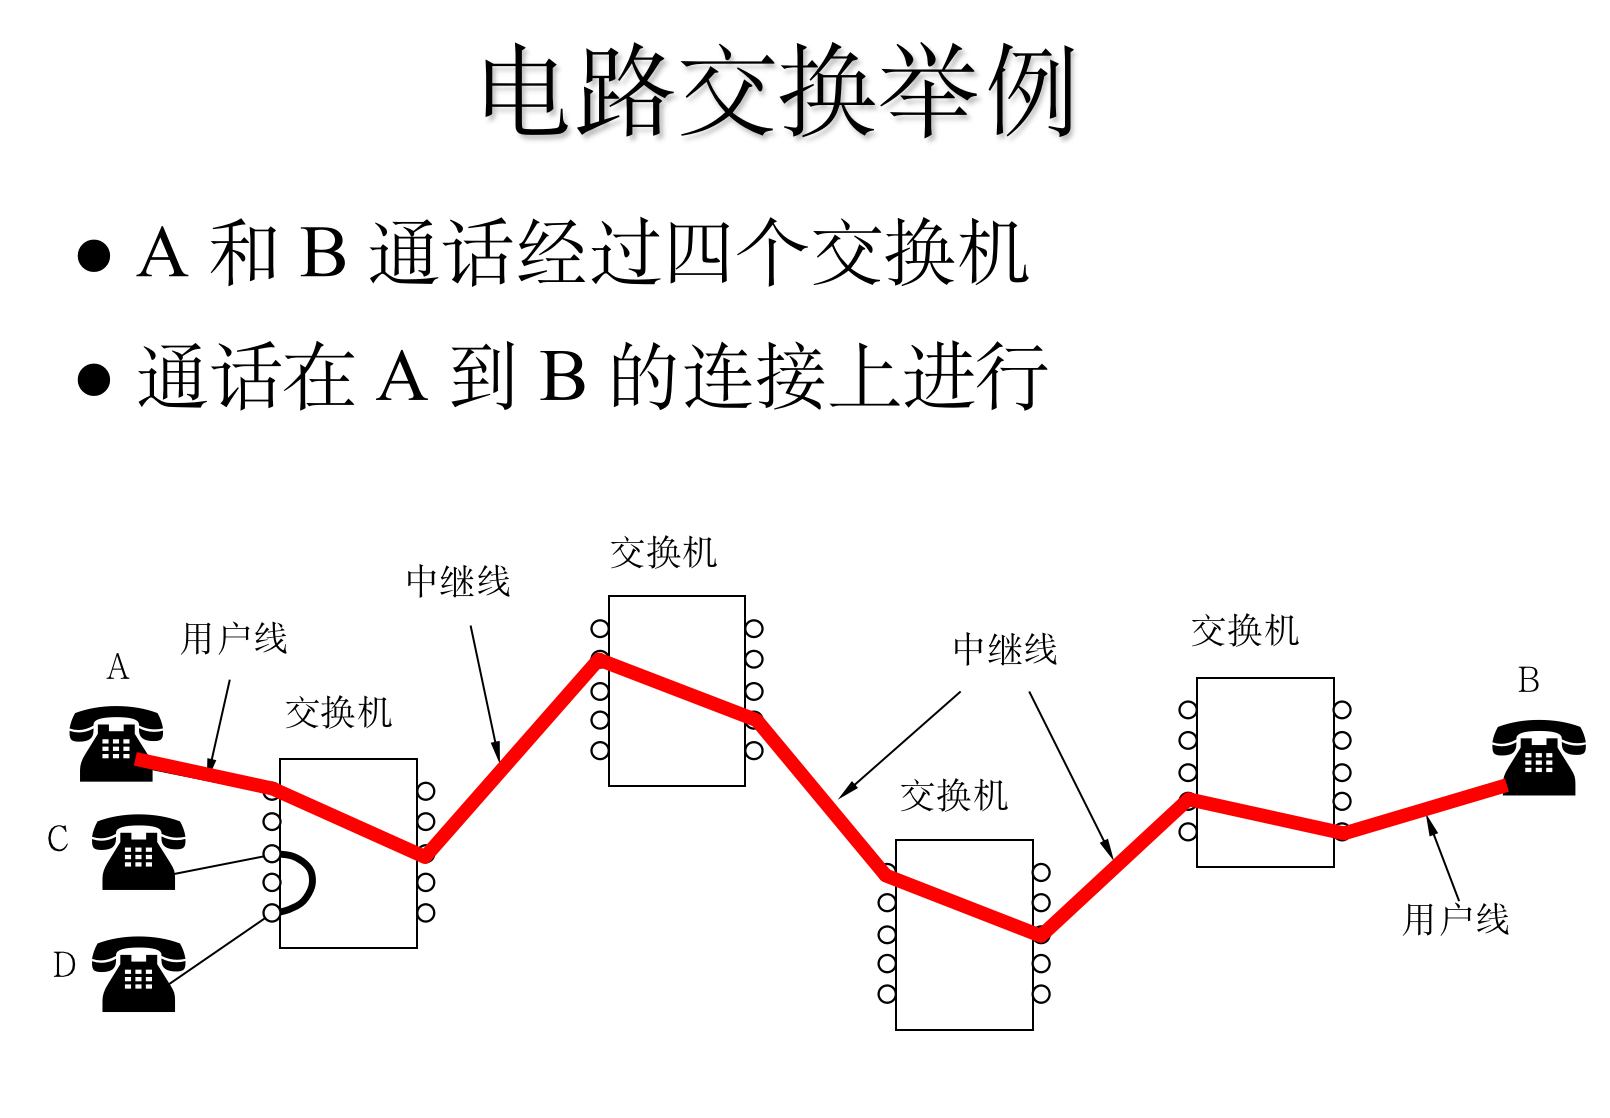 电路交换举例
● A 和 B 通话经过四个交换机
● 通话在 A 到 B 的连接上进行
交换机
中继线
用户线
中继线
交换机
A
B
交换机
交换机
C
用户线
D